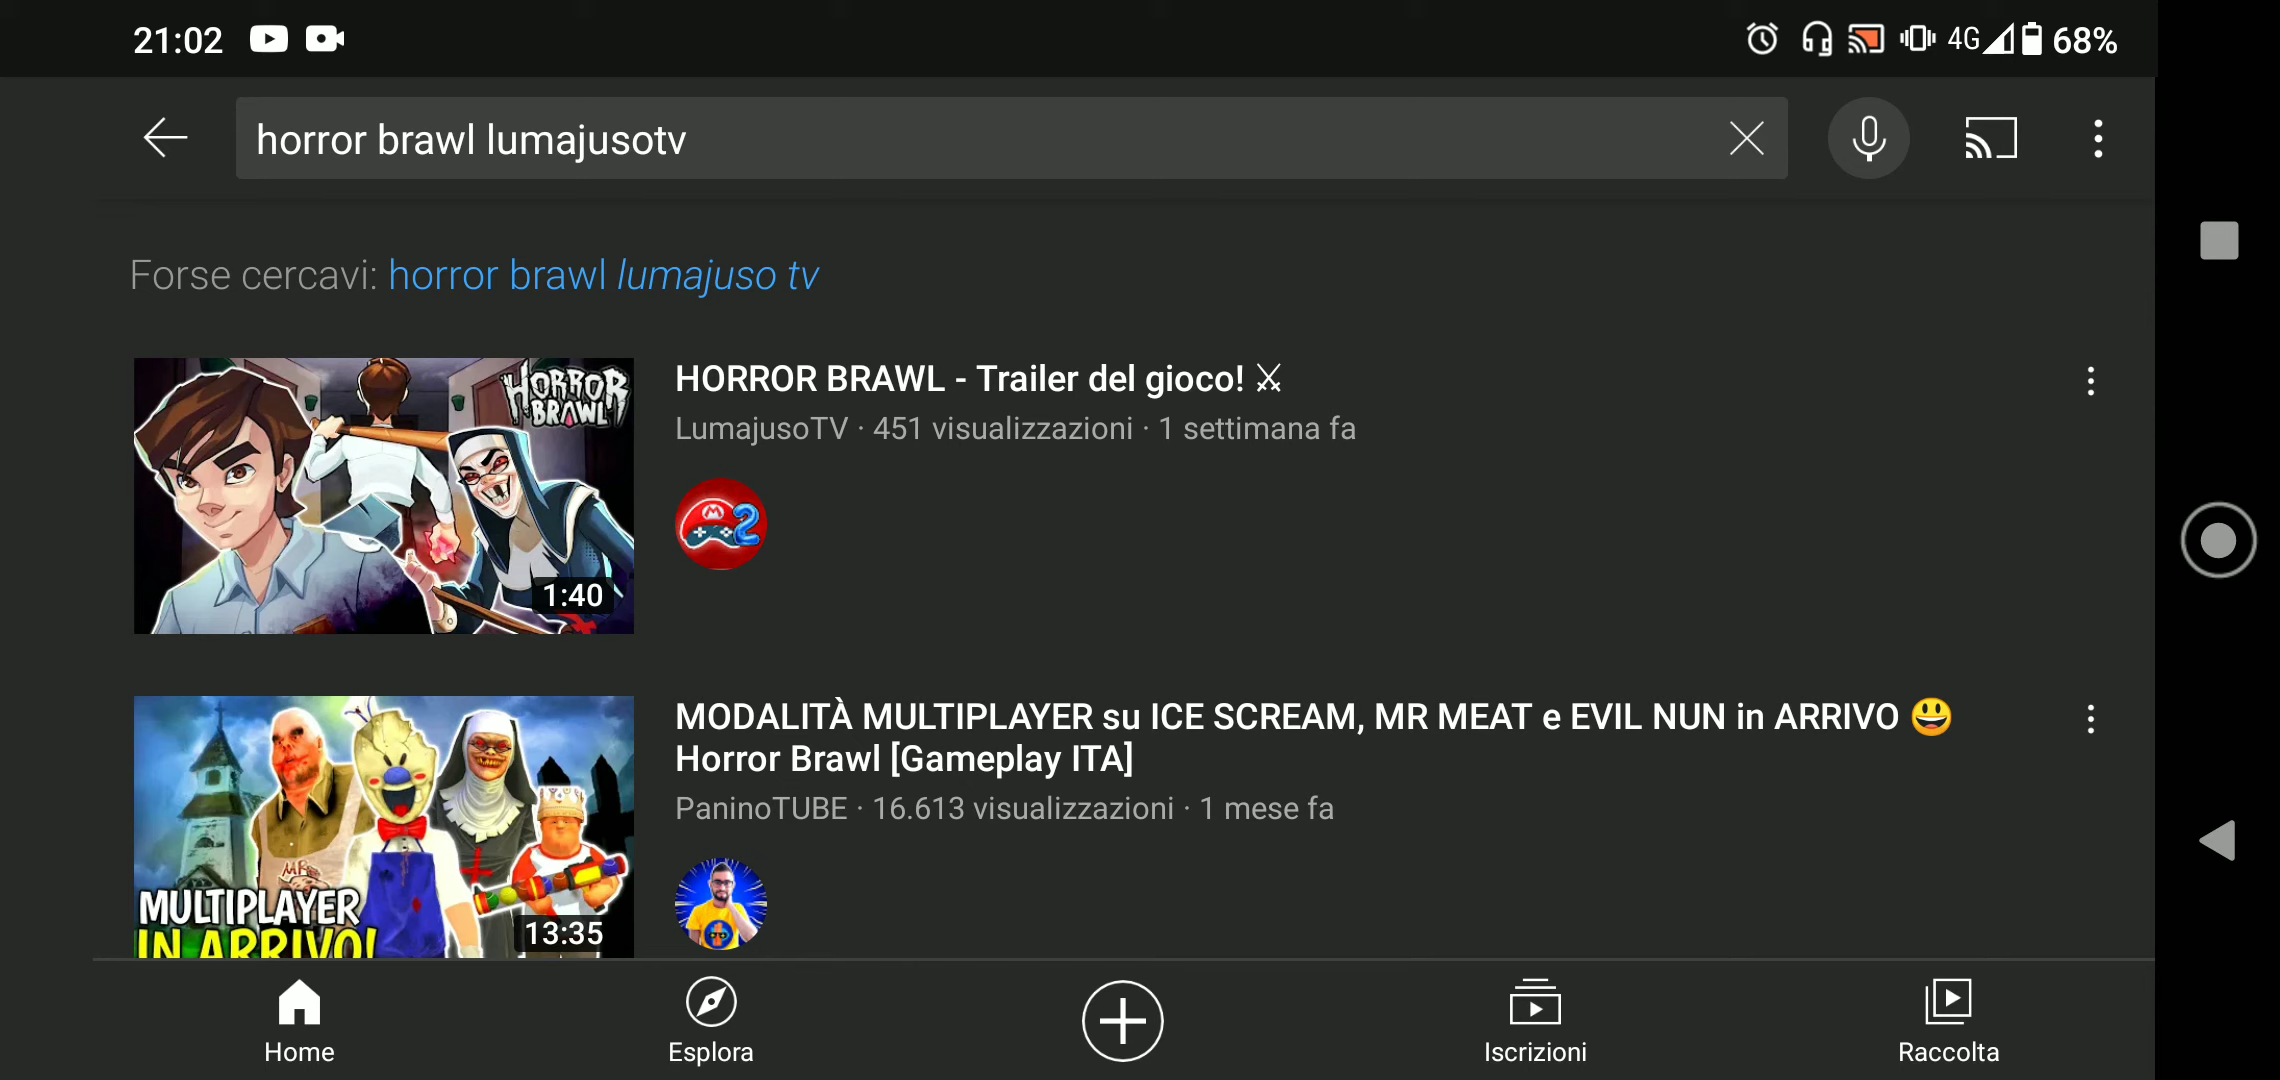 21:02
4G 68%
horror brawl lumajusotv
Forse cercavi: horror brawl lumajuso tv
HORROR BRAWL
1:40
HORROR BRAWL - Trailer del gioco! ⚔
LumajusoTV · 451 visualizzazioni · 1 settimana fa
M 2
MULTIPLAYER
IN ARRIVO!
13:35
MODALITÀ MULTIPLAYER su ICE SCREAM, MR MEAT e EVIL NUN in ARRIVO 😃
Horror Brawl [Gameplay ITA]
PaninoTUBE · 16.613 visualizzazioni · 1 mese fa
Home
Esplora
Iscrizioni
Raccolta